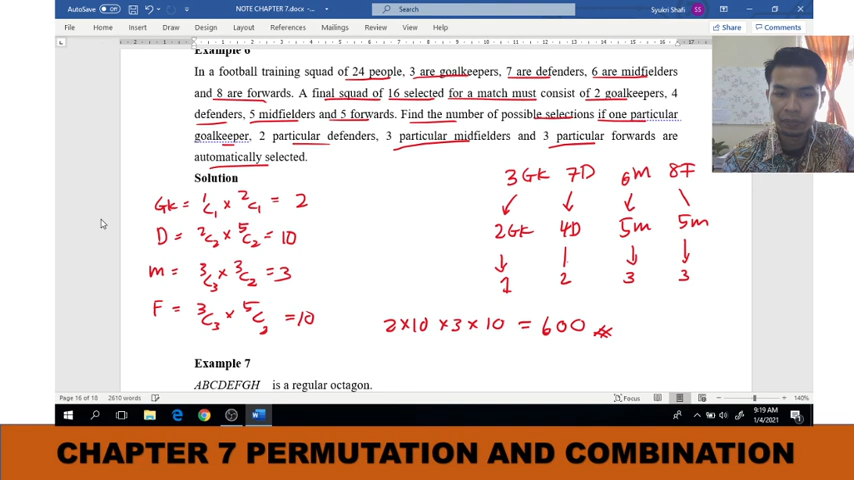 AutoSave Off NOTE CHAPTER 7.docx - ... Search Syukri Shafi SS
File Home Insert Draw Design Layout References Mailings Review View Help Share Comments
Example 6
In a football training squad of 24 people, 3 are goalkeepers, 7 are defenders, 6 are midfielders
and 8 are forwards. A final squad of 16 selected for a match must consist of 2 goalkeepers, 4
defenders, 5 midfielders and 5 forwards. Find the number of possible selections if one particular
goalkeeper, 2 particular defenders, 3 particular midfielders and 3 particular forwards are
automatically selected.
Solution
3GK 7D 6M 8F
GK = ¹C₁ × ²C₁ = 2
2GK 4D 5M 5M
D = ²C₂ × ⁵C₂ = 10
M = ³C₃ × ³C₂ = 3
1 2 3 3
F = ³C₃ × ⁵C₂ = 10
2×10 ×3 × 10 = 600
Example 7
ABCDEFGH is a regular octagon.
Page 16 of 18 2610 words Focus 140%
9:19 AM
1/4/2021
CHAPTER 7 PERMUTATION AND COMBINATION